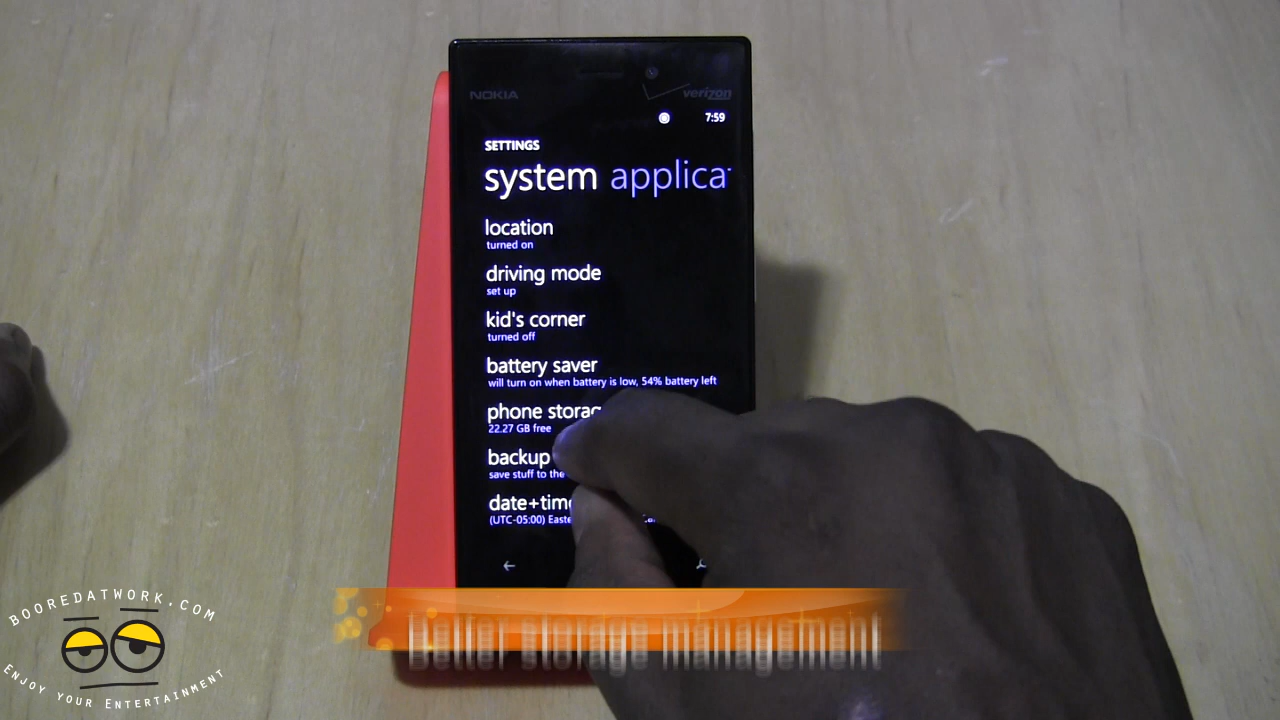 NOKIA
verizon
7:59
SETTINGS
system applica
location
turned on
driving mode
set up
kid's corner
turned off
battery saver
will turn on when battery is low, 54% battery left
phone storag
22.27 GB free
backup
save stuff to the
date+time
(UTC-05:00) Easte
Better storage management
BOOREDATWORK.COM
ENJOY YOUR ENTERTAINMENT